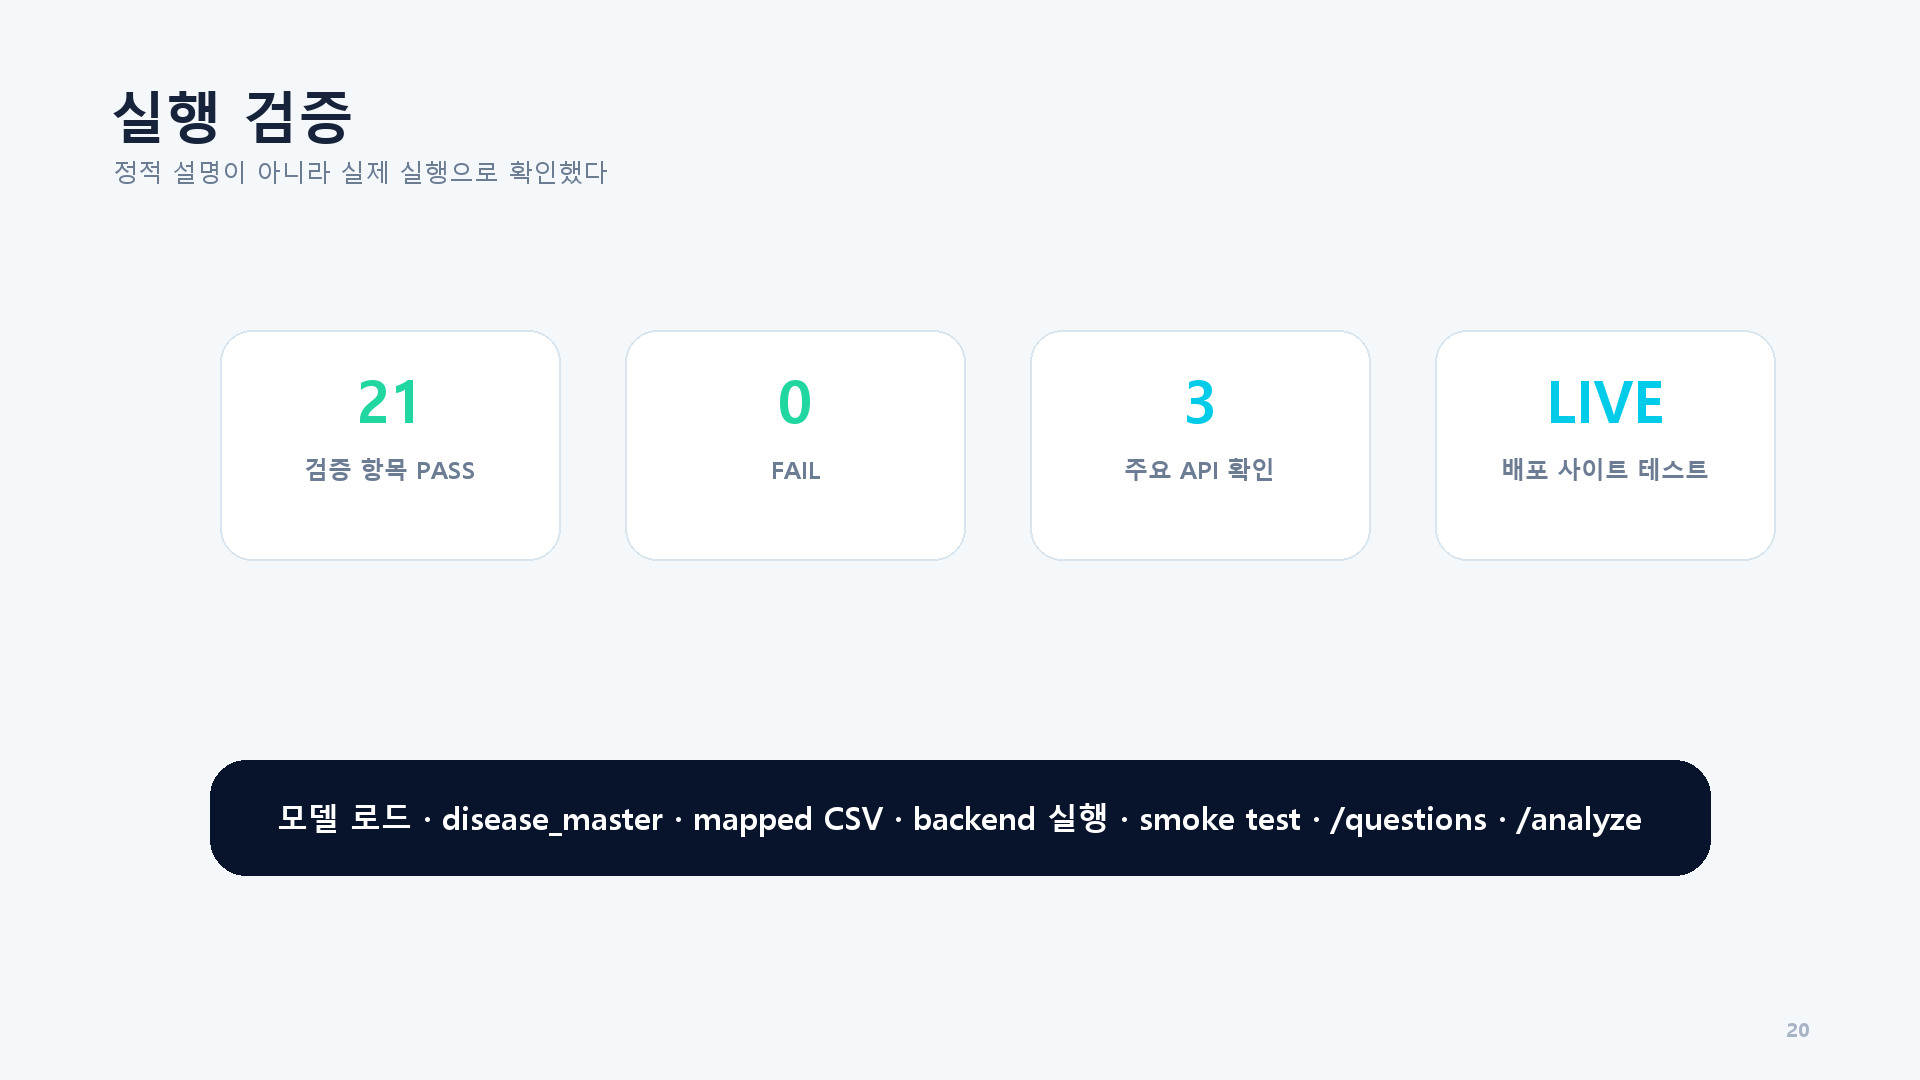 실행 검증
정적 설명이 아니라 실제 실행으로 확인했다
21
검증 항목 PASS
0
FAIL
3
주요 API 확인
LIVE
배포 사이트 테스트
모델 로드 · disease_master · mapped CSV · backend 실행 · smoke test · /questions · /analyze
20